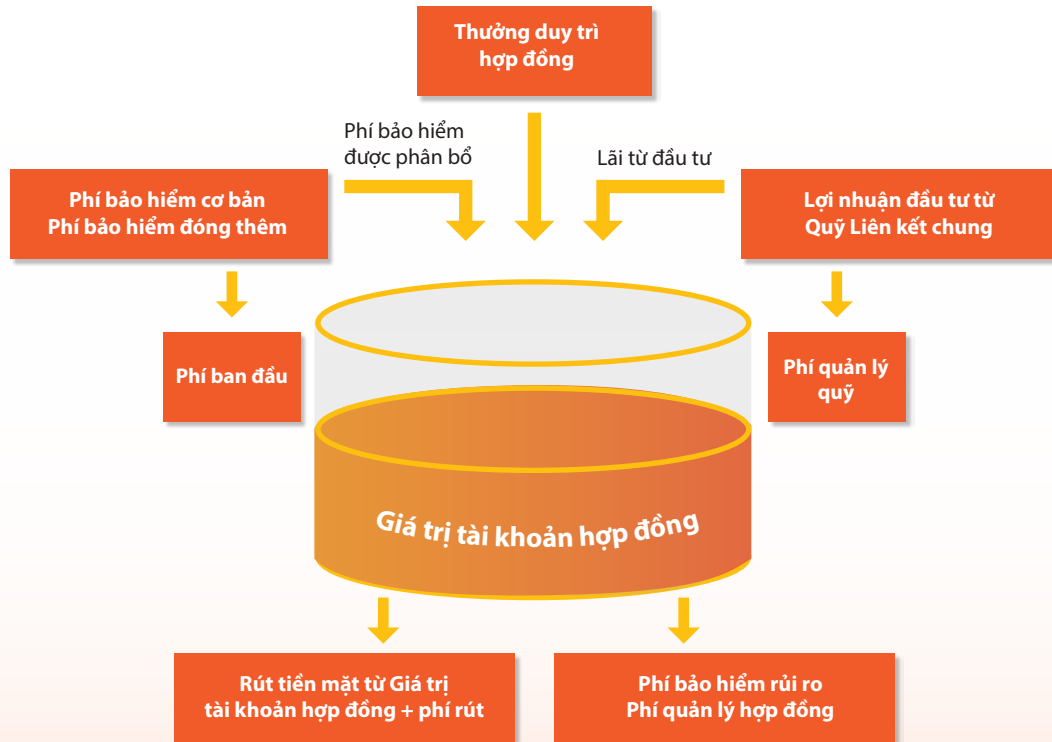 Thưởng duy trì
hợp đồng
Phí bảo hiểm
được phân bổ
Lãi từ đầu tư
Phí bảo hiểm cơ bản
Phí bảo hiểm đóng thêm
Lợi nhuận đầu tư từ
Quỹ Liên kết chung
Phí ban đầu
Phí quản lý
quỹ
Giá trị tài khoản hợp đồng
Rút tiền mặt từ Giá trị
tài khoản hợp đồng + phí rút
Phí bảo hiểm rủi ro
Phí quản lý hợp đồng